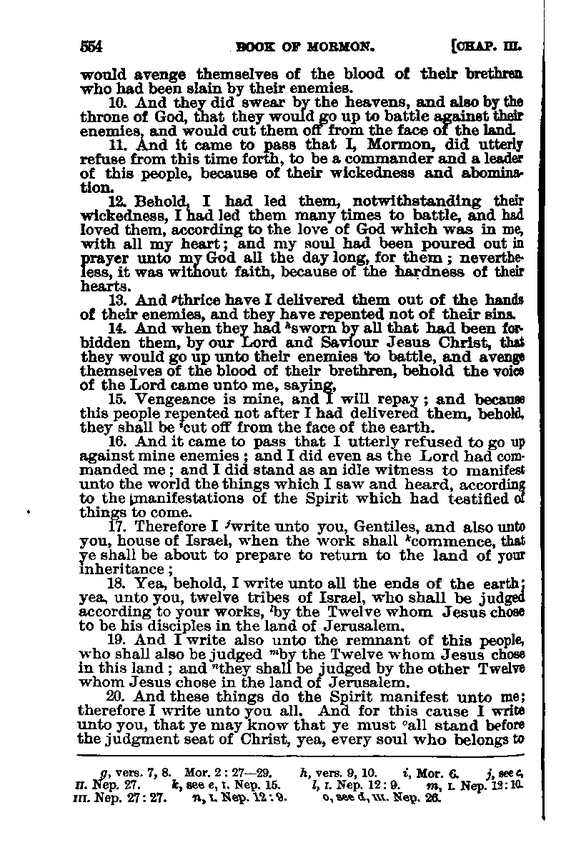 554 BOOK OF MORMON. [CHAP. III.
would avenge themselves of the blood of their brethren
who had been slain by their enemies.
10. And they did swear by the heavens, and also by the
throne of God, that they would go up to battle against their
enemies, and would cut them off from the face of the land.
11. And it came to pass that I, Mormon, did utterly
refuse from this time forth, to be a commander and a leader
of this people, because of their wickedness and abomina-
tion.
12. Behold, I had led them, notwithstanding their
wickedness, I had led them many times to battle, and had
loved them, according to the love of God which was in me,
with all my heart; and my soul had been poured out in
prayer unto my God all the day long, for them; neverthe-
less, it was without faith, because of the hardness of their
hearts.
13. And gthrice have I delivered them out of the hands
of their enemies, and they have repented not of their sins.
14. And when they had hsworn by all that had been for-
bidden them, by our Lord and Saviour Jesus Christ, that
they would go up unto their enemies to battle, and avenge
themselves of the blood of their brethren, behold the voice
of the Lord came unto me, saying,
15. Vengeance is mine, and I will repay; and because
this people repented not after I had delivered them, behold,
they shall be icut off from the face of the earth.
16. And it came to pass that I utterly refused to go up
against mine enemies; and I did even as the Lord had com-
manded me; and I did stand as an idle witness to manifest
unto the world the things which I saw and heard, according
to the manifestations of the Spirit which had testified of
things to come.
17. Therefore I jwrite unto you, Gentiles, and also unto
you, house of Israel, when the work shall kcommence, that
ye shall be about to prepare to return to the land of your
inheritance;
18. Yea, behold, I write unto all the ends of the earth;
yea, unto you, twelve tribes of Israel, who shall be judged
according to your works, lby the Twelve whom Jesus chose
to be his disciples in the land of Jerusalem.
19. And I write also unto the remnant of this people,
who shall also be judged mby the Twelve whom Jesus chose
in this land; and nthey shall be judged by the other Twelve
whom Jesus chose in the land of Jerusalem.
20. And these things do the Spirit manifest unto me;
therefore I write unto you all. And for this cause I write
unto you, that ye may know that ye must oall stand before
the judgment seat of Christ, yea, every soul who belongs to
g, vers. 7, 8. Mor. 2:27—29. h, vers. 9, 10. i, Mor. 6. j, see e,
II. Nep. 27. k, see e, I. Nep. 15. l, I. Nep. 12:9. m, I. Nep. 12:10.
III. Nep. 27:27. n, I. Nep. 12:9. o, see d, III. Nep. 26.